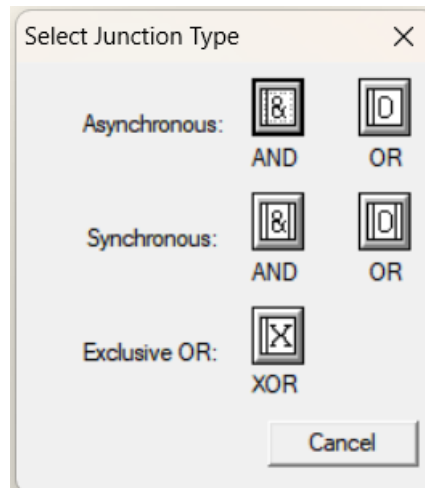 Select Junction Type
Asynchronous: & O
AND OR
Synchronous: & O
AND OR
Exclusive OR: X
XOR
Cancel